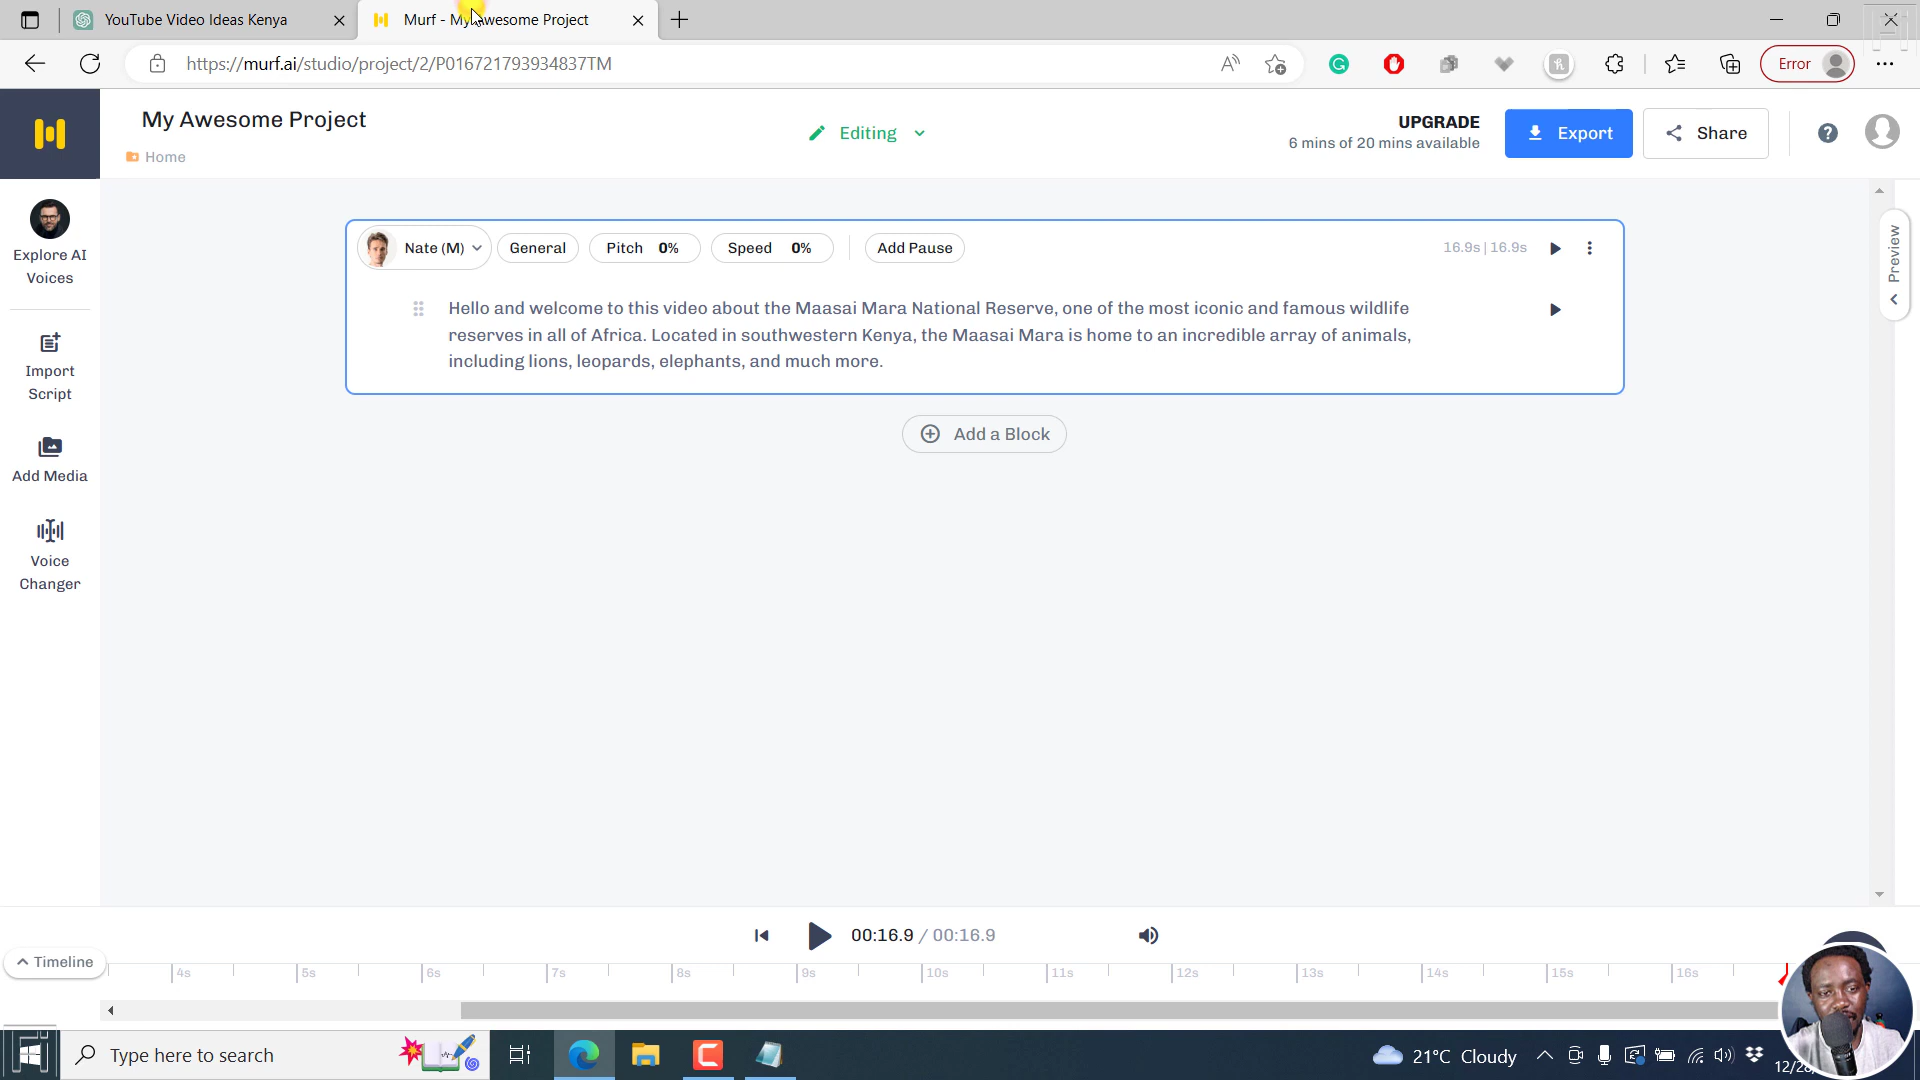 YouTube Video Ideas Kenya
Murf - My Awesome Project
https://murf.ai/studio/project/2/P016721793934837TM
Error
My Awesome Project
Home
Editing
UPGRADE
6 mins of 20 mins available
Export
Share
Explore AI
Voices
Import
Script
Add Media
Voice
Changer
Nate (M)
General
Pitch 0%
Speed 0%
Add Pause
16.9s | 16.9s
Hello and welcome to this video about the Maasai Mara National Reserve, one of the most iconic and famous wildlife
reserves in all of Africa. Located in southwestern Kenya, the Maasai Mara is home to an incredible array of animals,
including lions, leopards, elephants, and much more.
Add a Block
Preview
00:16.9 / 00:16.9
Timeline
4s 5s 6s 7s 8s 9s 10s 11s 12s 13s 14s 15s 16s
Type here to search
21°C Cloudy